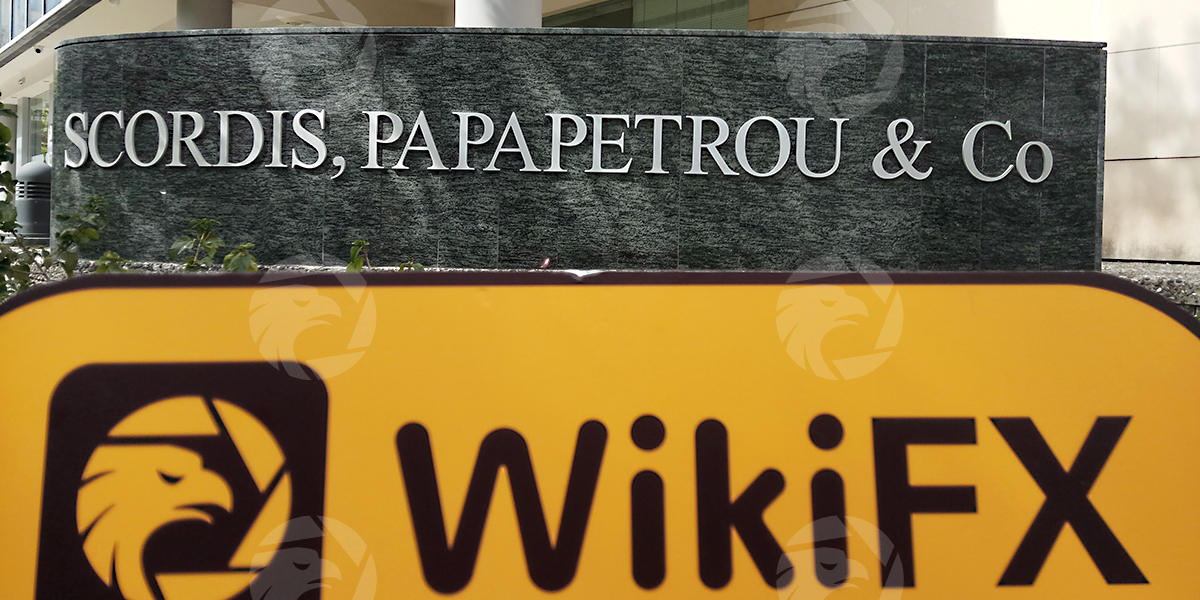 SCORDIS, PAPAPETROU & Co
WikiFX